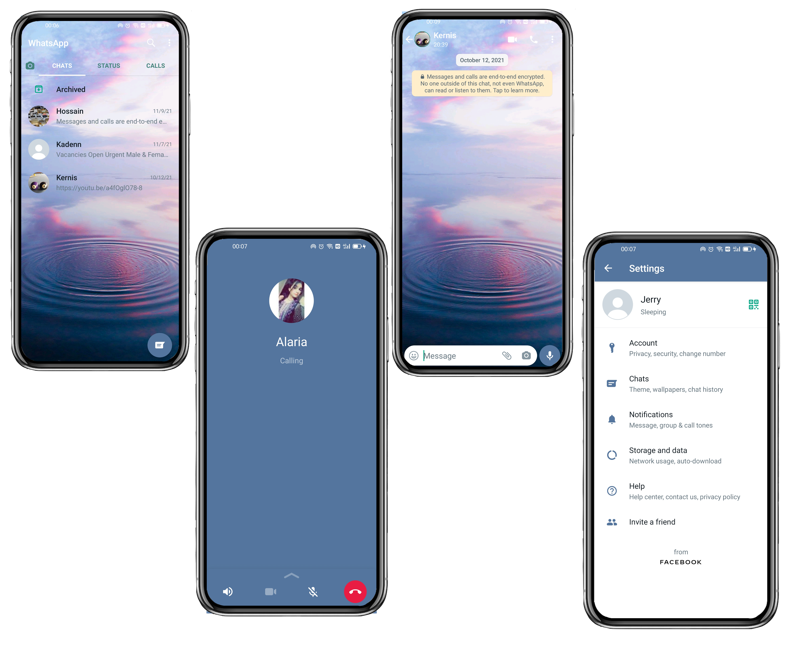 WhatsApp
CHATS STATUS CALLS
Archived
Hossain 11/9/21
Messages and calls are end-to-end e...
Kadenn 11/7/21
Vacancies Open Urgent Male & Fema...
Kernis 10/12/21
00:07
Alaria
Calling
Kernis
October 12, 2021
Messages and calls are end-to-end encrypted.
No one outside of this chat, not even WhatsApp,
can read or listen to them. Tap to learn more.
Message
00:07
Settings
Jerry
Sleeping
Account
Privacy, security, change number
Chats
Theme, wallpapers, chat history
Notifications
Message, group & call tones
Storage and data
Network usage, auto-download
Help
Help center, contact us, privacy policy
Invite a friend
from
FACEBOOK